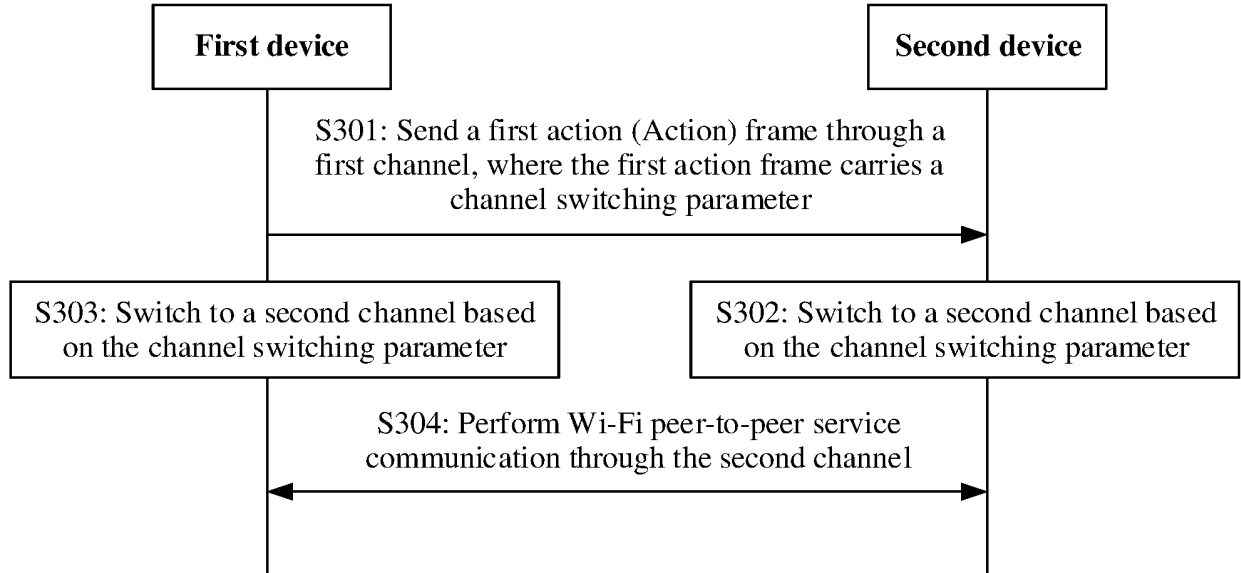 First device
Second device
S301: Send a first action (Action) frame through a
first channel, where the first action frame carries a
channel switching parameter
S303: Switch to a second channel based
on the channel switching parameter
S302: Switch to a second channel based
on the channel switching parameter
S304: Perform Wi-Fi peer-to-peer service
communication through the second channel